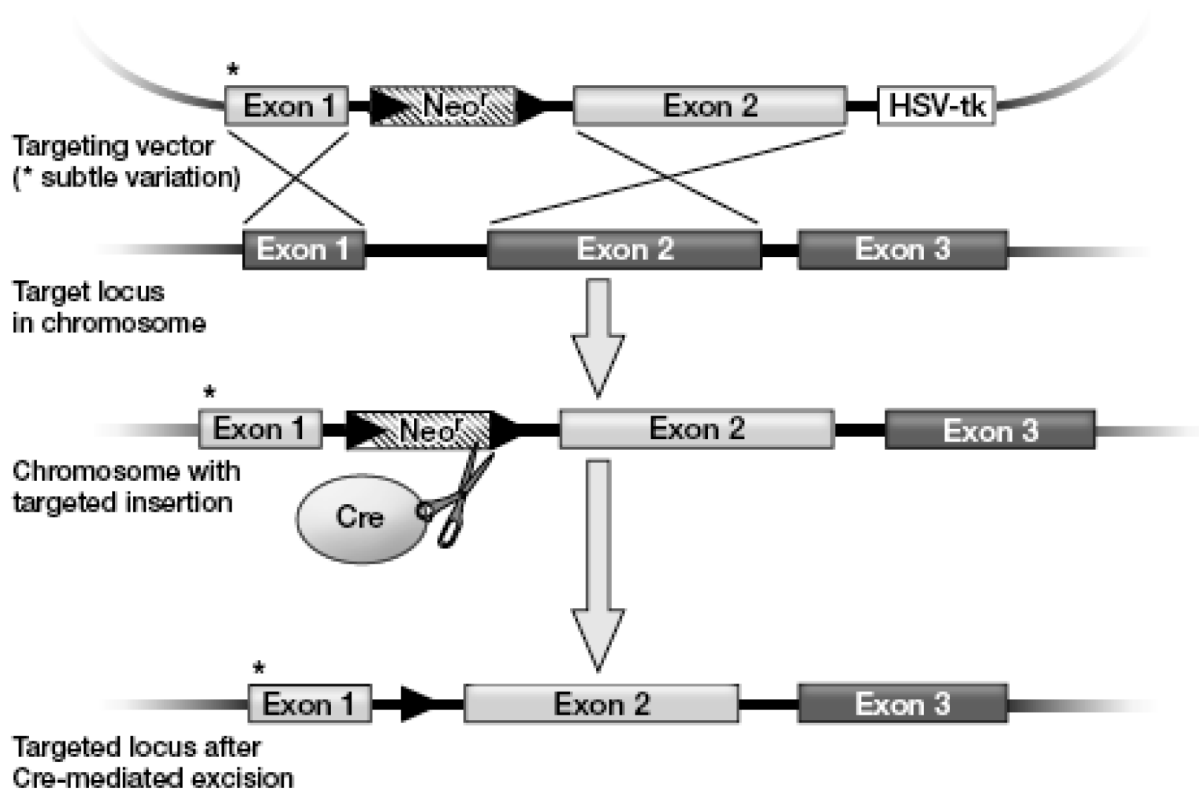 *
Exon 1 Neoʳ Exon 2 HSV-tk
Targeting vector
(* subtle variation)
Exon 1 Exon 2 Exon 3
Target locus
in chromosome
*
Exon 1 Neoʳ Exon 2 Exon 3
Chromosome with
targeted insertion
Cre
*
Exon 1 Exon 2 Exon 3
Targeted locus after
Cre-mediated excision